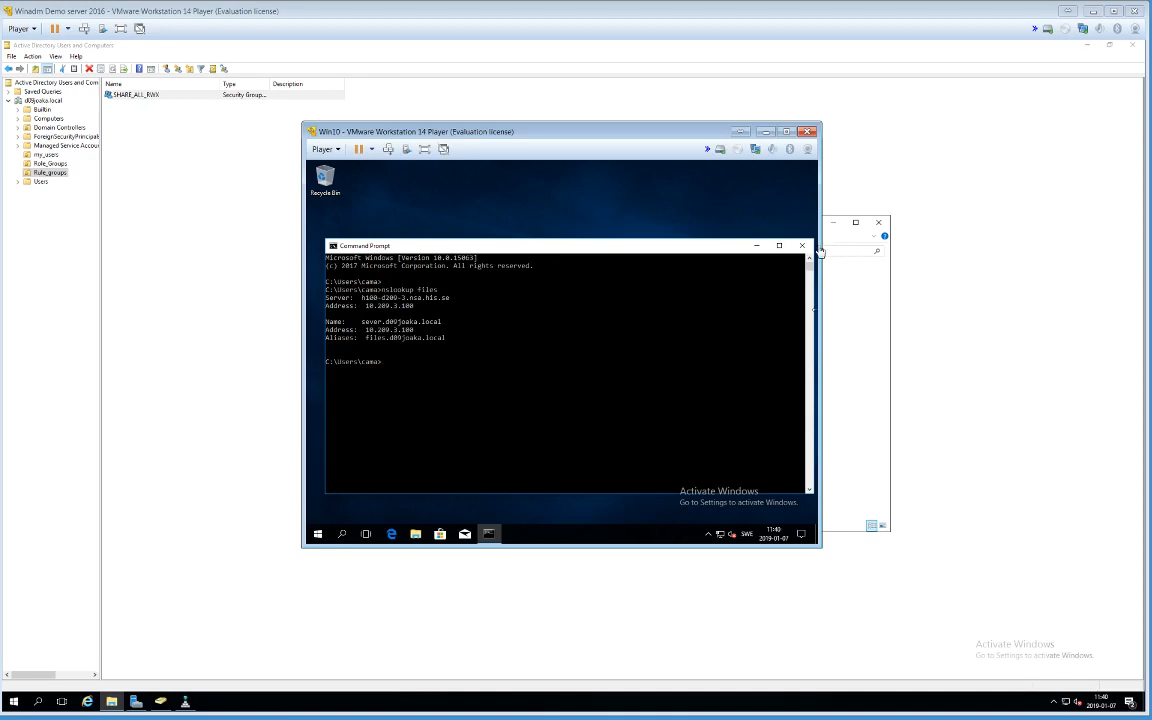 Winadm Demo server 2016 - VMware Workstation 14 Player (Evaluation license)
Player
Active Directory Users and Computers
File Action View Help
Active Directory Users and Com
Saved Queries
d09joaka.local
Builtin
Computers
Domain Controllers
ForeignSecurityPrincipals
Managed Service Accou
my_users
Role_Groups
Rule_groups
Users
Name Type Description
SHARE_ALL_RWX Security Group...
Win10 - VMware Workstation 14 Player (Evaluation license)
Player
Recycle Bin
Command Prompt
Microsoft Windows [Version 10.0.15063]
(c) 2017 Microsoft Corporation. All rights reserved.
C:\Users\cama>
C:\Users\cama>nslookup files
Server: h100-d209-3.nsa.his.se
Address: 10.209.3.100
Name: sever.d09joaka.local
Address: 10.209.3.100
Aliases: files.d09joaka.local
C:\Users\cama>
Activate Windows
Go to Settings to activate Windows.
SWE
11:40
2019-01-07
Activate Windows
Go to Settings to activate Windows.
11:40
2019-01-07